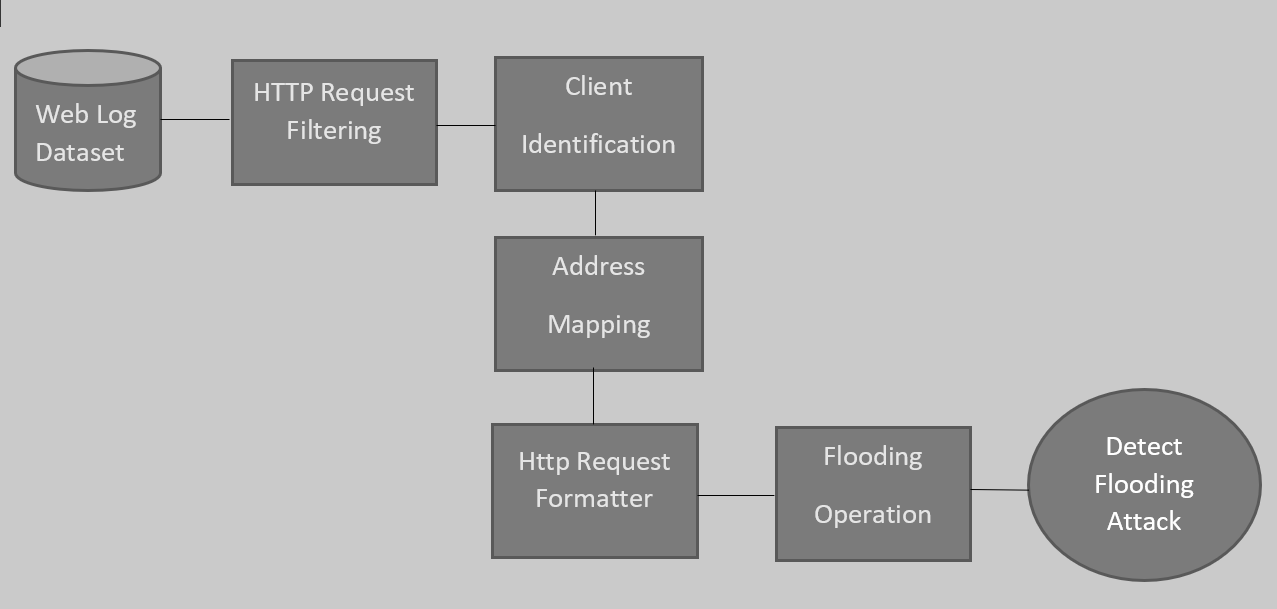 Web Log
Dataset
HTTP Request
Filtering
Client
Identification
Address
Mapping
Http Request
Formatter
Flooding
Operation
Detect
Flooding
Attack